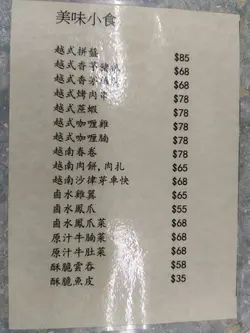 美味小食
越式拼盤 $85
越式香茅豬 $68
越式香茅 $68
越式烤肉串 $78
越式蒸蝦 $78
越式咖喱雞 $78
越式咖喱腩 $78
越南春卷 $78
越南肉餅,肉扎 $65
越南沙律芽車快 $68
鹵水雞翼 $65
鹵水鳳爪 $55
鹵水鳳爪菜 $68
原汁牛腩菜 $68
原汁牛肚菜 $68
酥脆雲吞 $58
酥脆魚皮 $35